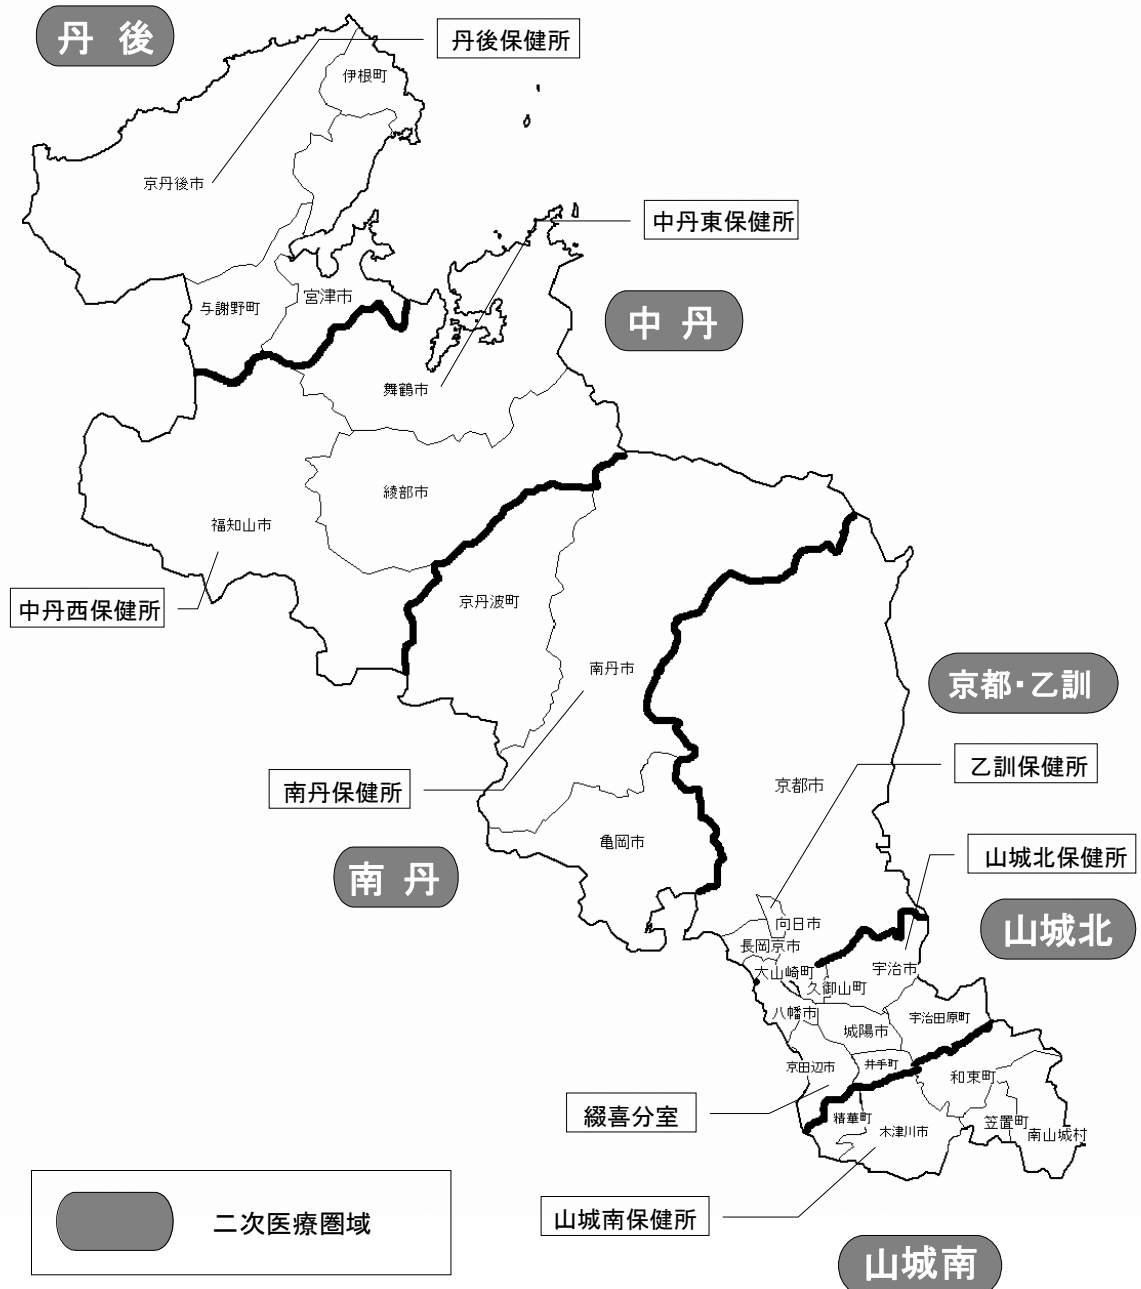 丹後
丹後保健所
伊根町
京丹後市
中丹東保健所
与謝野町
宮津市
中丹
舞鶴市
綾部市
福知山市
中丹西保健所
京丹波町
南丹市
京都・乙訓
乙訓保健所
南丹保健所
京都市
亀岡市
山城北保健所
南丹
向日市
山城北
長岡京市
大山崎町
宇治市
久御山町
八幡市
宇治田原町
城陽市
京田辺市
井手町
和束町
綴喜分室
精華町
木津川市
笠置町
南山城村
二次医療圏域
山城南保健所
山城南